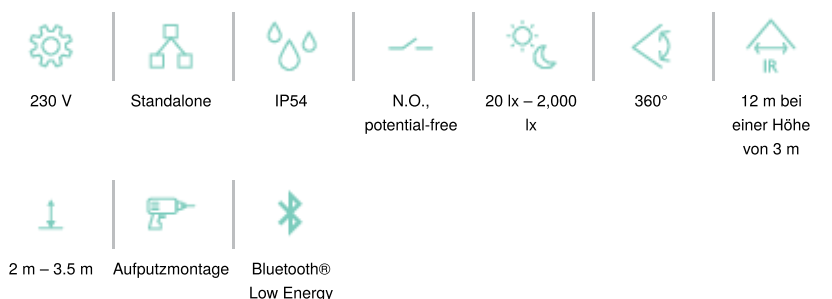 230 V
Standalone
IP54
N.O.,
potential-free
20 lx – 2,000
lx
360°
IR
12 m bei
einer Höhe
von 3 m
2 m – 3.5 m
Aufputzmontage
Bluetooth®
Low Energy